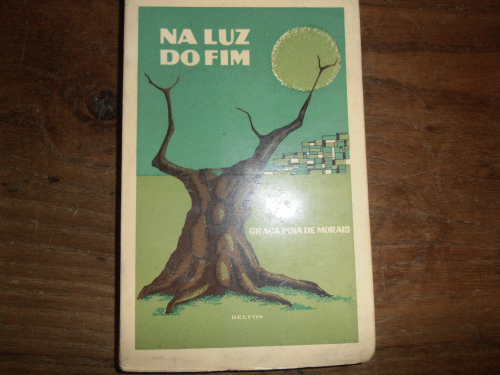 NA LUZ
DO FIM
GRAÇA PINA DE MORAIS
DELFOS